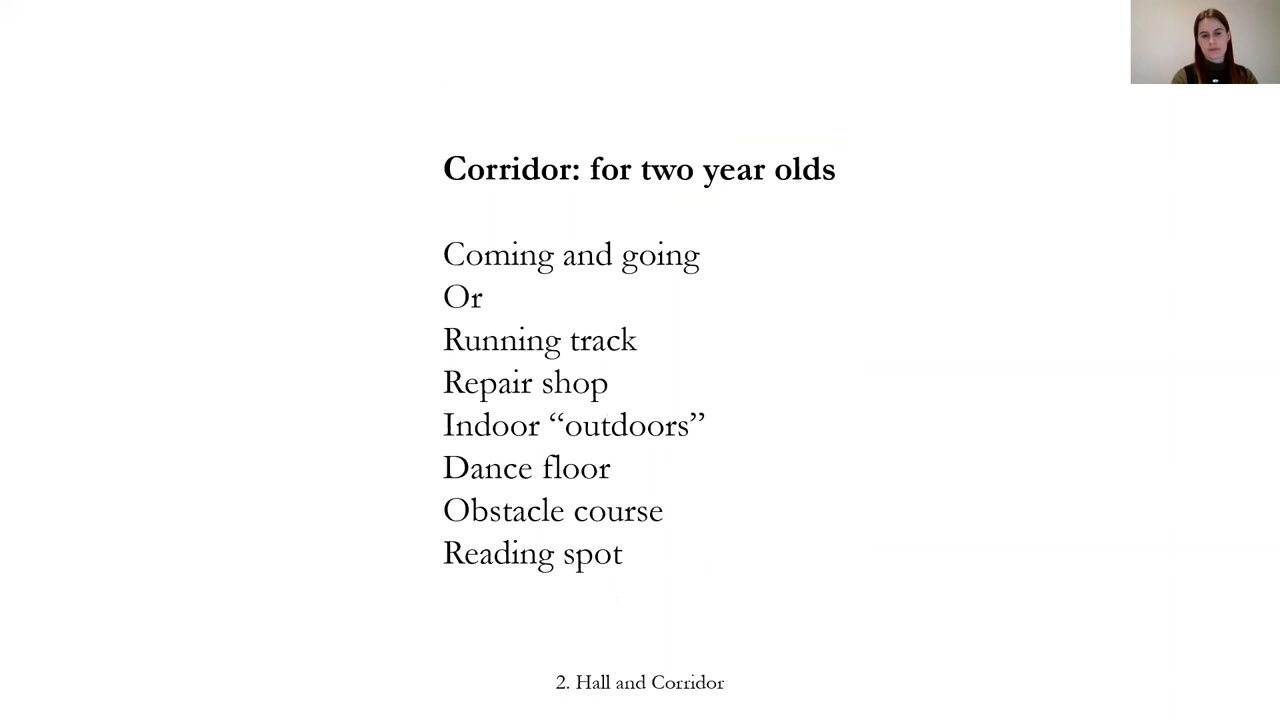 Corridor: for two year olds
Coming and going
Or
Running track
Repair shop
Indoor “outdoors”
Dance floor
Obstacle course
Reading spot
2. Hall and Corridor